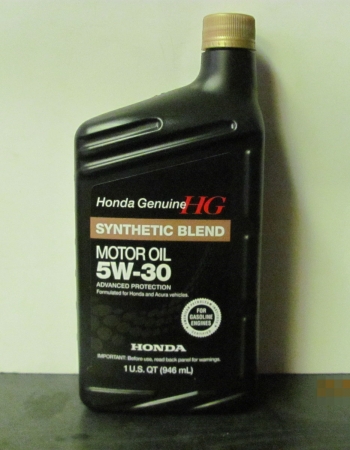 Honda Genuine HG
SYNTHETIC BLEND
MOTOR OIL
5W-30
ADVANCED PROTECTION
Formulated for Honda and Acura vehicles.
FOR
GASOLINE
ENGINES
HONDA
IMPORTANT: Before use, read back panel for warnings.
1 U.S. QT (946 mL)